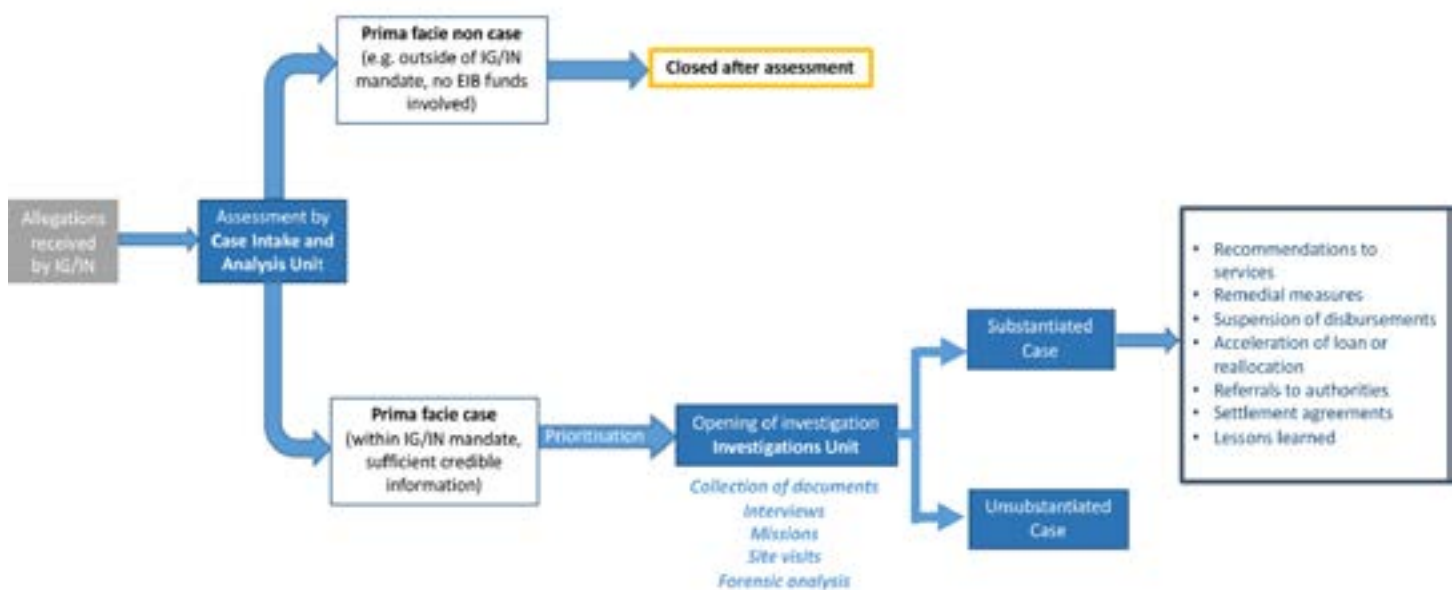 Prima facie non case
(e.g. outside of IG/IN
mandate, no EIB funds
involved)
Closed after assessment
Allegations
received
by IG/IN
Assessment by
Case Intake and
Analysis Unit
Prima facie case
(within IG/IN mandate,
sufficient credible
information)
Prioritisation
Opening of investigation
Investigations Unit
Collection of documents
Interviews
Missions
Site visits
Forensic analysis
Substantiated
Case
Unsubstantiated
Case
• Recommendations to
services
• Remedial measures
• Suspension of disbursements
• Acceleration of loan or
reallocation
• Referrals to authorities
• Settlement agreements
• Lessons learned